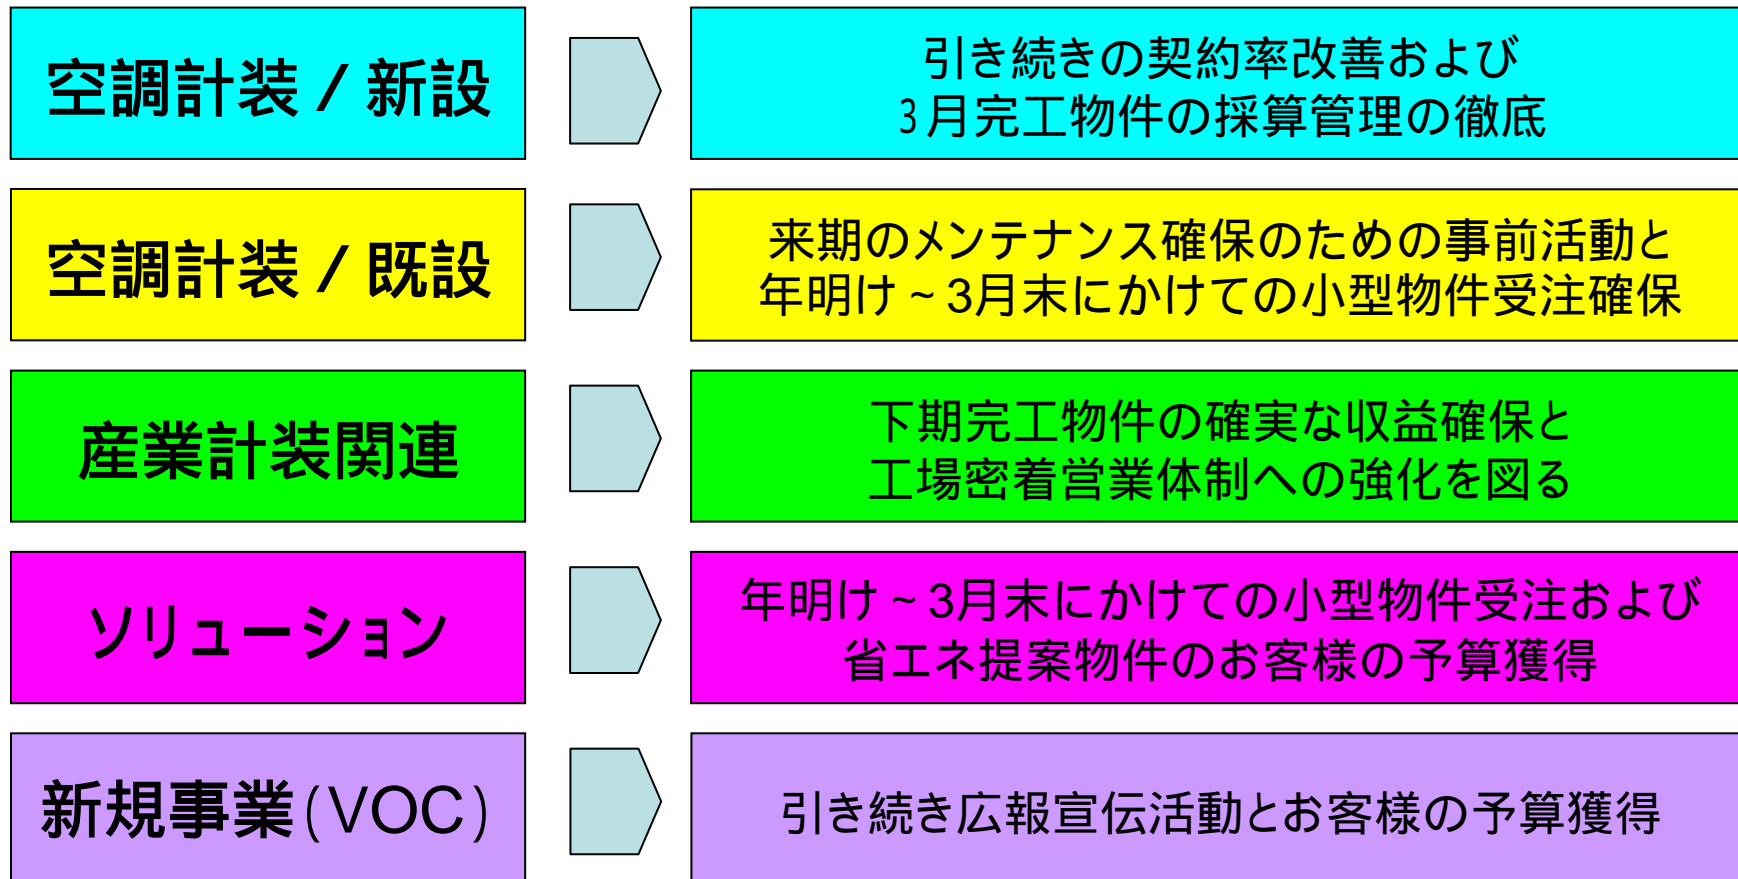 空調計装 / 新設
引き続きの契約率改善および
3月完工物件の採算管理の徹底
空調計装 / 既設
来期のメンテナンス確保のための事前活動と
年明け ~ 3月末にかけての小型物件受注確保
産業計装関連
下期完工物件の確実な収益確保と
工場密着営業体制への強化を図る
ソリューション
年明け ~ 3月末にかけての小型物件受注および
省エネ提案物件のお客様の予算獲得
新規事業(VOC)
引き続き広報宣伝活動とお客様の予算獲得